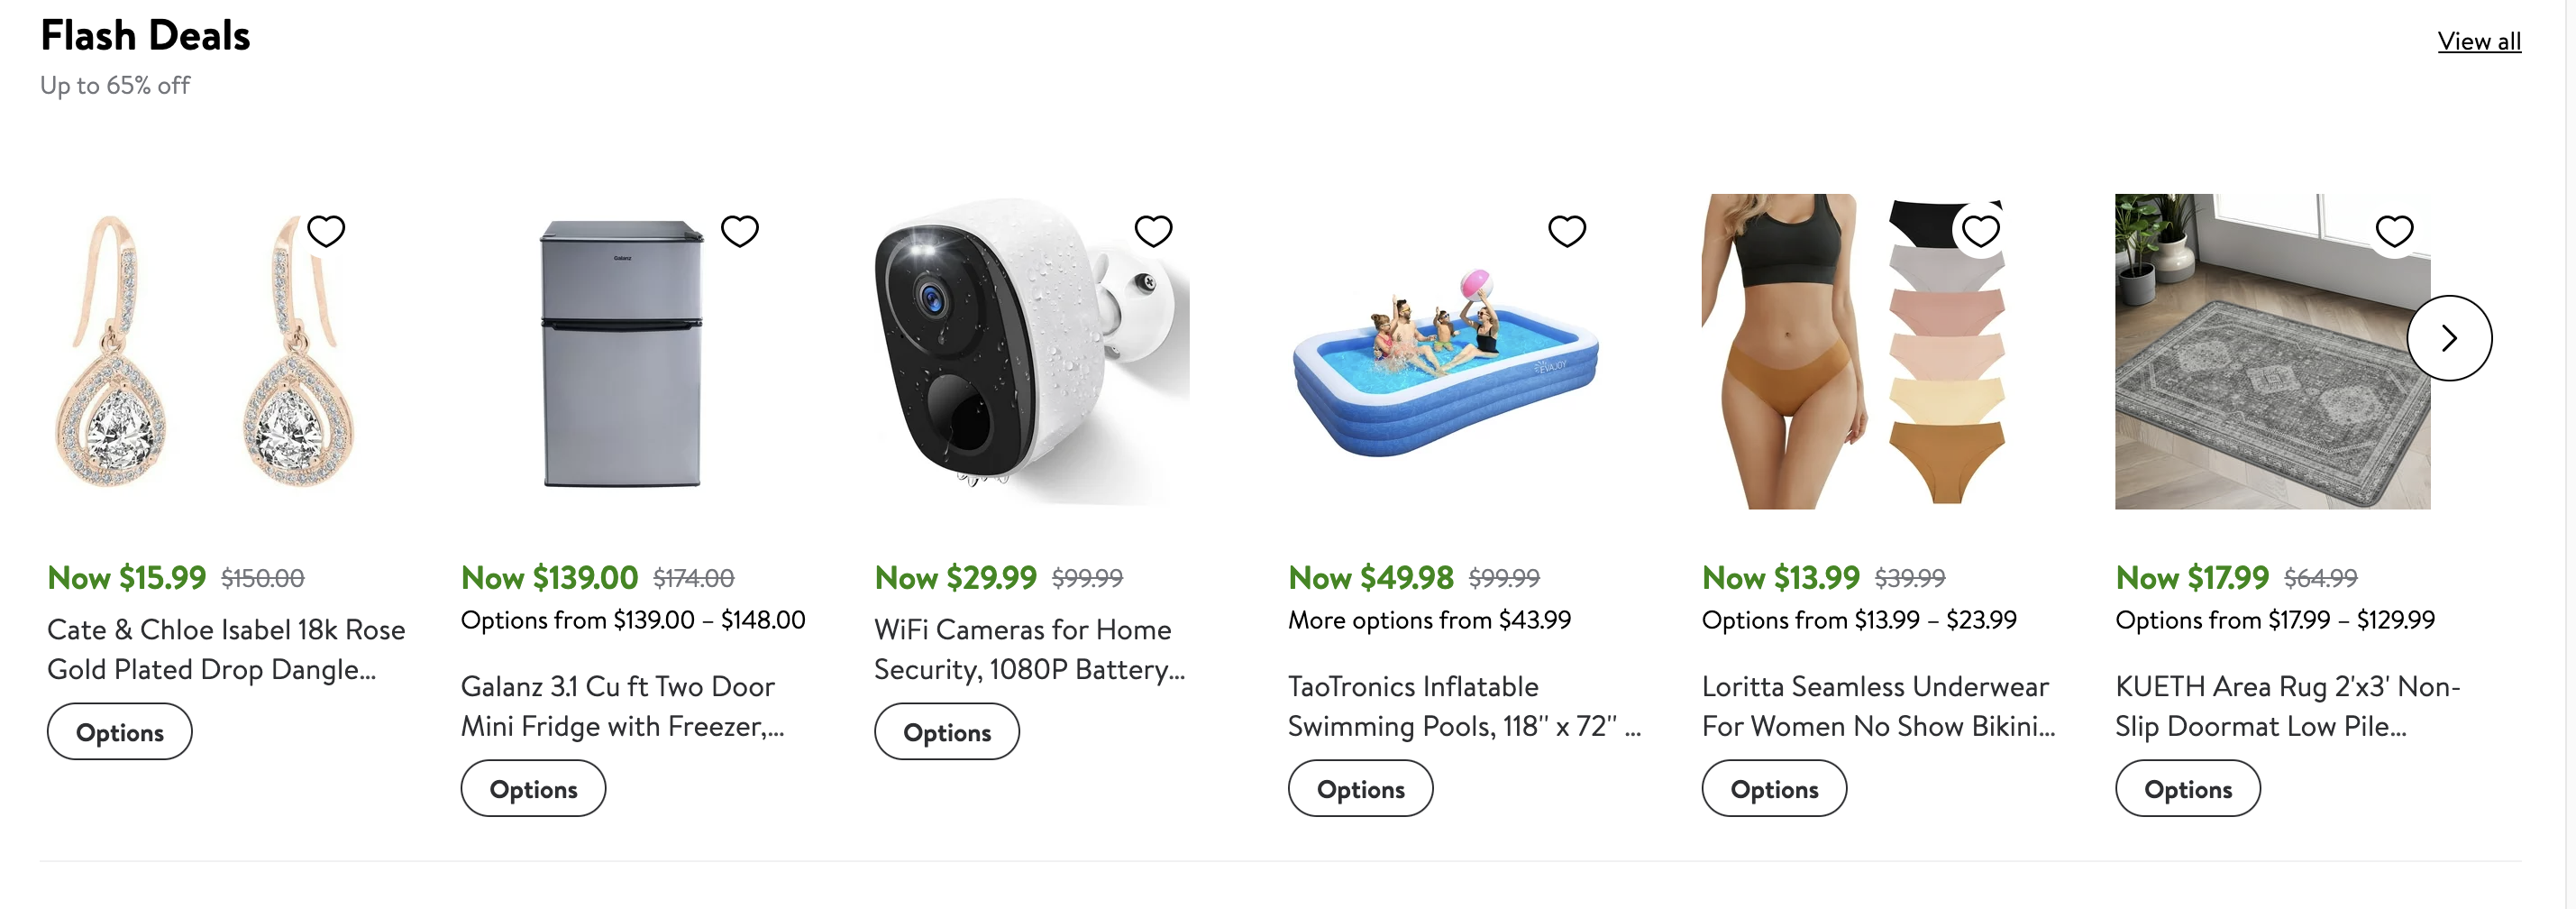 Flash Deals
View all
Up to 65% off
Galanz
EVAJOY
Now $15.99 $150.00
Cate & Chloe Isabel 18k Rose
Gold Plated Drop Dangle...
Options
Now $139.00 $174.00
Options from $139.00 – $148.00
Galanz 3.1 Cu ft Two Door
Mini Fridge with Freezer,...
Options
Now $29.99 $99.99
WiFi Cameras for Home
Security, 1080P Battery...
Options
Now $49.98 $99.99
More options from $43.99
TaoTronics Inflatable
Swimming Pools, 118" x 72" ...
Options
Now $13.99 $39.99
Options from $13.99 – $23.99
Loritta Seamless Underwear
For Women No Show Bikini...
Options
Now $17.99 $64.99
Options from $17.99 – $129.99
KUETH Area Rug 2'x3' Non-
Slip Doormat Low Pile...
Options